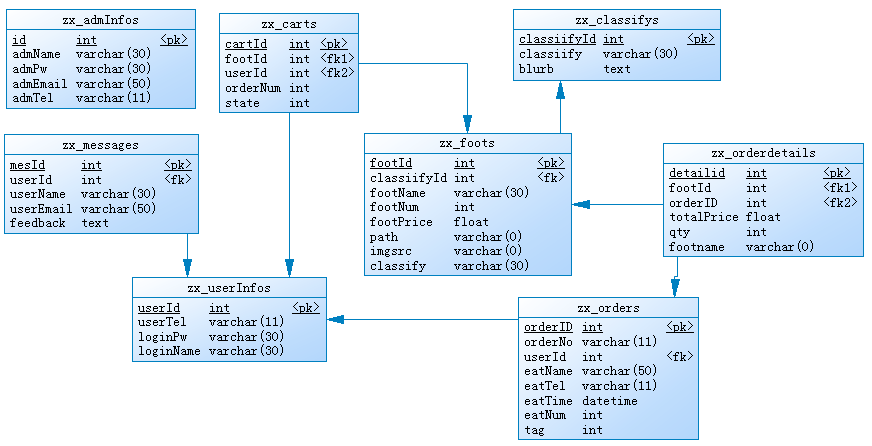 zx_admInfos
id int <pk>
admName varchar(30)
admPw varchar(30)
admEmail varchar(50)
admTel varchar(11)
zx_carts
cartId int <pk>
footId int <fk1>
userId int <fk2>
orderNum int
state int
zx_classifys
classiifyId int <pk>
classiify varchar(30)
blurb text
zx_messages
mesId int <pk>
userId int <fk>
userName varchar(30)
userEmail varchar(50)
feedback text
zx_foots
footId int <pk>
classiifyId int <fk>
footName varchar(30)
footNum int
footPrice float
path varchar(0)
imgsrc varchar(0)
classify varchar(30)
zx_orderdetails
detailid int <pk>
footId int <fk1>
orderID int <fk2>
totalPrice float
qty int
footname varchar(0)
zx_userInfos
userId int <pk>
userTel varchar(11)
loginPw varchar(30)
loginName varchar(30)
zx_orders
orderID int <pk>
orderNo varchar(11)
userId int <fk>
eatName varchar(50)
eatTel varchar(11)
eatTime datetime
eatNum int
tag int